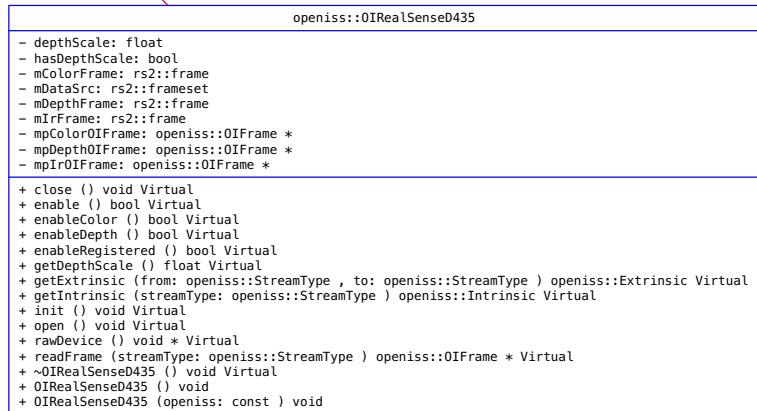 openiss::OIRealSenseD435
- depthScale: float
- hasDepthScale: bool
- mColorFrame: rs2::frame
- mDataSrc: rs2::frameset
- mDepthFrame: rs2::frame
- mIrFrame: rs2::frame
- mpColorOIFrame: openiss::OIFrame *
- mpDepthOIFrame: openiss::OIFrame *
- mpIrOIFrame: openiss::OIFrame *
+ close () void Virtual
+ enable () bool Virtual
+ enableColor () bool Virtual
+ enableDepth () bool Virtual
+ enableRegistered () bool Virtual
+ getDepthScale () float Virtual
+ getExtrinsic (from: openiss::StreamType , to: openiss::StreamType ) openiss::Extrinsic Virtual
+ getIntrinsic (streamType: openiss::StreamType ) openiss::Intrinsic Virtual
+ init () void Virtual
+ open () void Virtual
+ rawDevice () void * Virtual
+ readFrame (streamType: openiss::StreamType ) openiss::OIFrame * Virtual
+ ~OIRealSenseD435 () void Virtual
+ OIRealSenseD435 () void
+ OIRealSenseD435 (openiss: const ) void